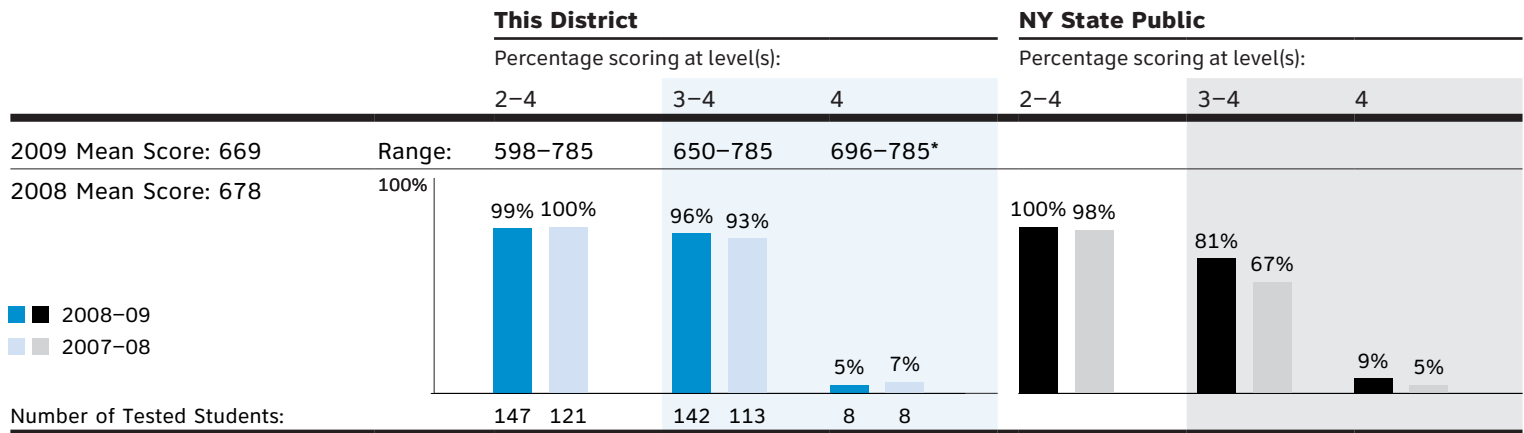 This District NY State Public
Percentage scoring at level(s): Percentage scoring at level(s):
2–4 3–4 4 2–4 3–4 4
2009 Mean Score: 669 Range: 598–785 650–785 696–785*
2008 Mean Score: 678 100%
99% 100% 96% 93% 5% 7% 100% 98% 81% 67% 9% 5%
2008–09
2007–08
Number of Tested Students: 147 121 142 113 8 8